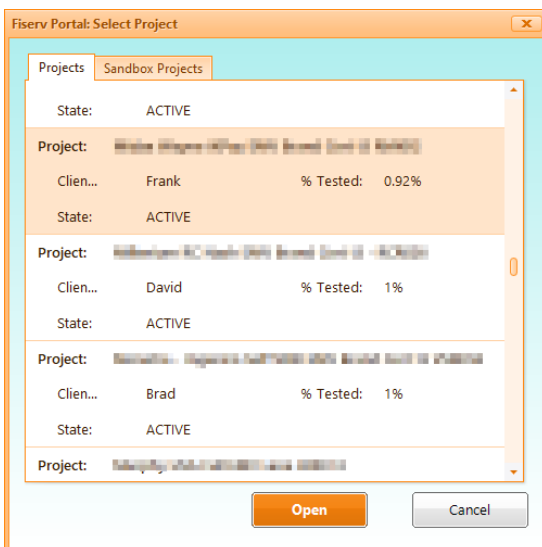 Fiserv Portal: Select Project
Projects Sandbox Projects
State: ACTIVE
Project:
Clien... Frank % Tested: 0.92%
State: ACTIVE
Project:
Clien... David % Tested: 1%
State: ACTIVE
Project:
Clien... Brad % Tested: 1%
State: ACTIVE
Project:
Open Cancel